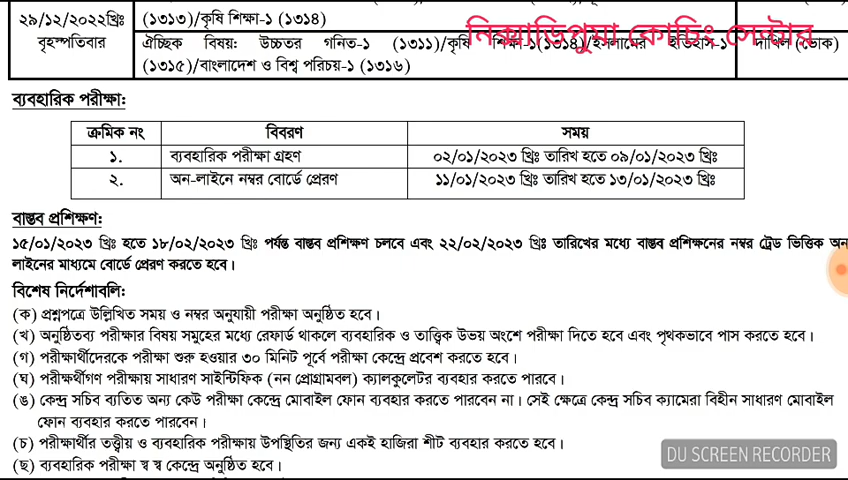 ২৯/১২/২০২২খ্রিঃ
বৃহস্পতিবার
(১৩১৩)/কৃষি শিক্ষা-১ (১৩১৪)
নিক্সাডিপুমা কোচিং সেন্টার
ঐচ্ছিক বিষয়: উচ্চতর গনিত-১ (১৩১১)/কৃষি শিক্ষা-১(১৩১৪)/ইসলামের ইতিহাস-১
(১৩১৫)/বাংলাদেশ ও বিশ্ব পরিচয়-১ (১৩১৬)
দাখিল (ভোক)
ব্যবহারিক পরীক্ষা:
ক্রমিক নং বিবরণ সময়
১. ব্যবহারিক পরীক্ষা গ্রহণ ০২/০১/২০২৩ খ্রিঃ তারিখ হতে ০৯/০১/২০২৩ খ্রিঃ
২. অন-লাইনে নম্বর বোর্ডে প্রেরণ ১১/০১/২০২৩ খ্রিঃ তারিখ হতে ১৩/০১/২০২৩ খ্রিঃ
বাস্তব প্রশিক্ষণ:
১৫/০১/২০২৩ খ্রিঃ হতে ১৮/০২/২০২৩ খ্রিঃ পর্যন্ত বাস্তব প্রশিক্ষণ চলবে এবং ২২/০২/২০২৩ খ্রিঃ তারিখের মধ্যে বাস্তব প্রশিক্ষনের নম্বর ট্রেড ভিত্তিক অন
লাইনের মাধ্যমে বোর্ডে প্রেরণ করতে হবে।
বিশেষ নির্দেশাবলি:
(ক) প্রশ্নপত্রে উল্লিখিত সময় ও নম্বর অনুযায়ী পরীক্ষা অনুষ্ঠিত হবে।
(খ) অনুষ্ঠিতব্য পরীক্ষার বিষয় সমুহের মধ্যে রেফার্ড থাকলে ব্যবহারিক ও তাত্ত্বিক উভয় অংশে পরীক্ষা দিতে হবে এবং পৃথকভাবে পাস করতে হবে।
(গ) পরীক্ষার্থীদেরকে পরীক্ষা শুরু হওয়ার ৩০ মিনিট পূর্বে পরীক্ষা কেন্দ্রে প্রবেশ করতে হবে।
(ঘ) পরীক্ষর্থীগণ পরীক্ষায় সাধারণ সাইন্টিফিক (নন প্রোগ্রামবল) ক্যালকুলেটর ব্যবহার করতে পারবে।
(ঙ) কেন্দ্র সচিব ব্যতিত অন্য কেউ পরীক্ষা কেন্দ্রে মোবাইল ফোন ব্যবহার করতে পারবেন না। সেই ক্ষেত্রে কেন্দ্র সচিব ক্যামেরা বিহীন সাধারণ মোবাইল
ফোন ব্যবহার করতে পারবেন।
(চ) পরীক্ষার্থীর তত্ত্বীয় ও ব্যবহারিক পরীক্ষায় উপস্থিতির জন্য একই হাজিরা শীট ব্যবহার করতে হবে।
(ছ) ব্যবহারিক পরীক্ষা স্ব স্ব কেন্দ্রে অনুষ্ঠিত হবে।
DU SCREEN RECORDER